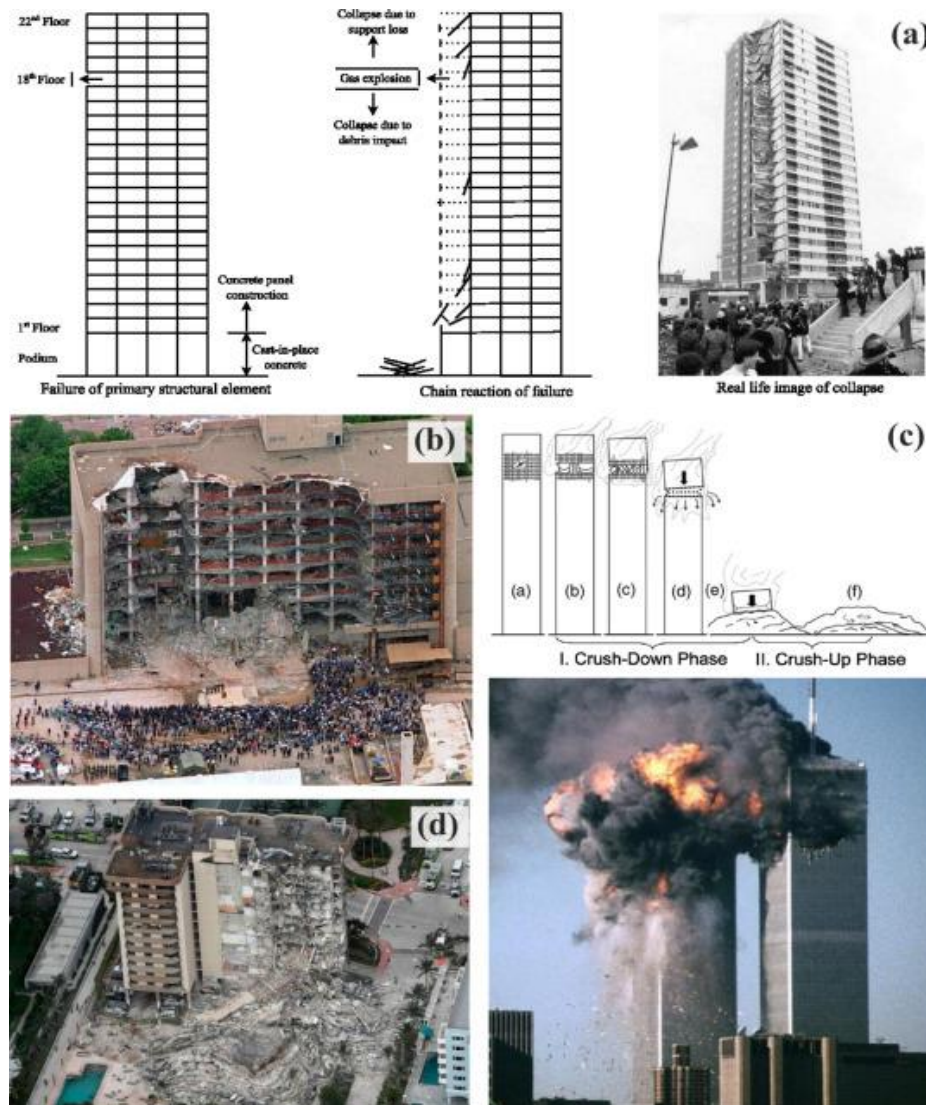 22nd Floor
18th Floor
Concrete panel
construction
1st Floor
Podium
Cast-in-place
concrete
Failure of primary structural element
Collapse due to
support loss
Gas explosion
Collapse due to
debris impact
Chain reaction of failure
(a)
Real life image of collapse
(b)
(c)
(a)
(b)
(c)
(d)
(e)
(f)
I. Crush-Down Phase
II. Crush-Up Phase
(d)